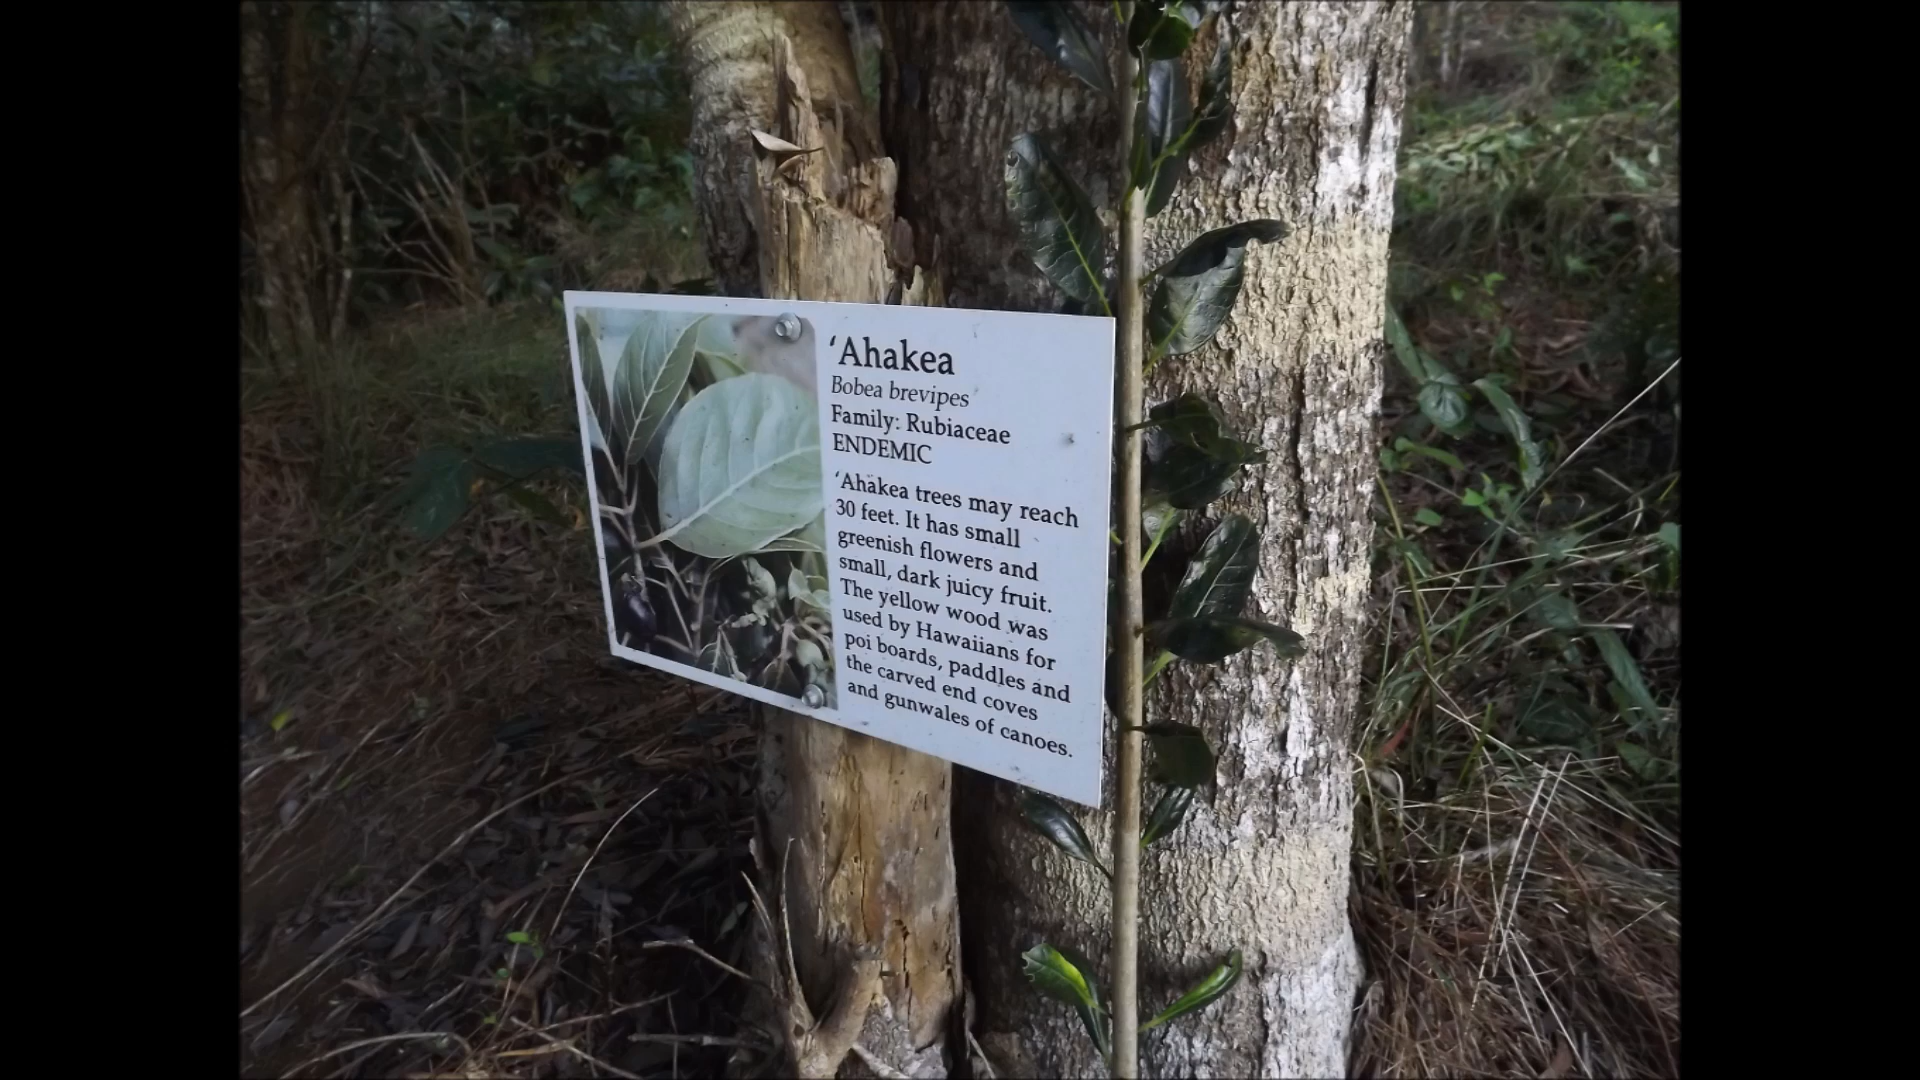 ‘Ahakea
Bobea brevipes
Family: Rubiaceae
ENDEMIC
‘Ahakea trees may reach
30 feet. It has small
greenish flowers and
small, dark juicy fruit.
The yellow wood was
used by Hawaiians for
poi boards, paddles and
the carved end coves
and gunwales of canoes.